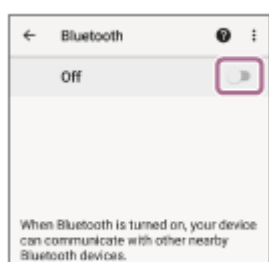 Bluetooth
Off
When Bluetooth is turned on, your device
can communicate with other nearby
Bluetooth devices.